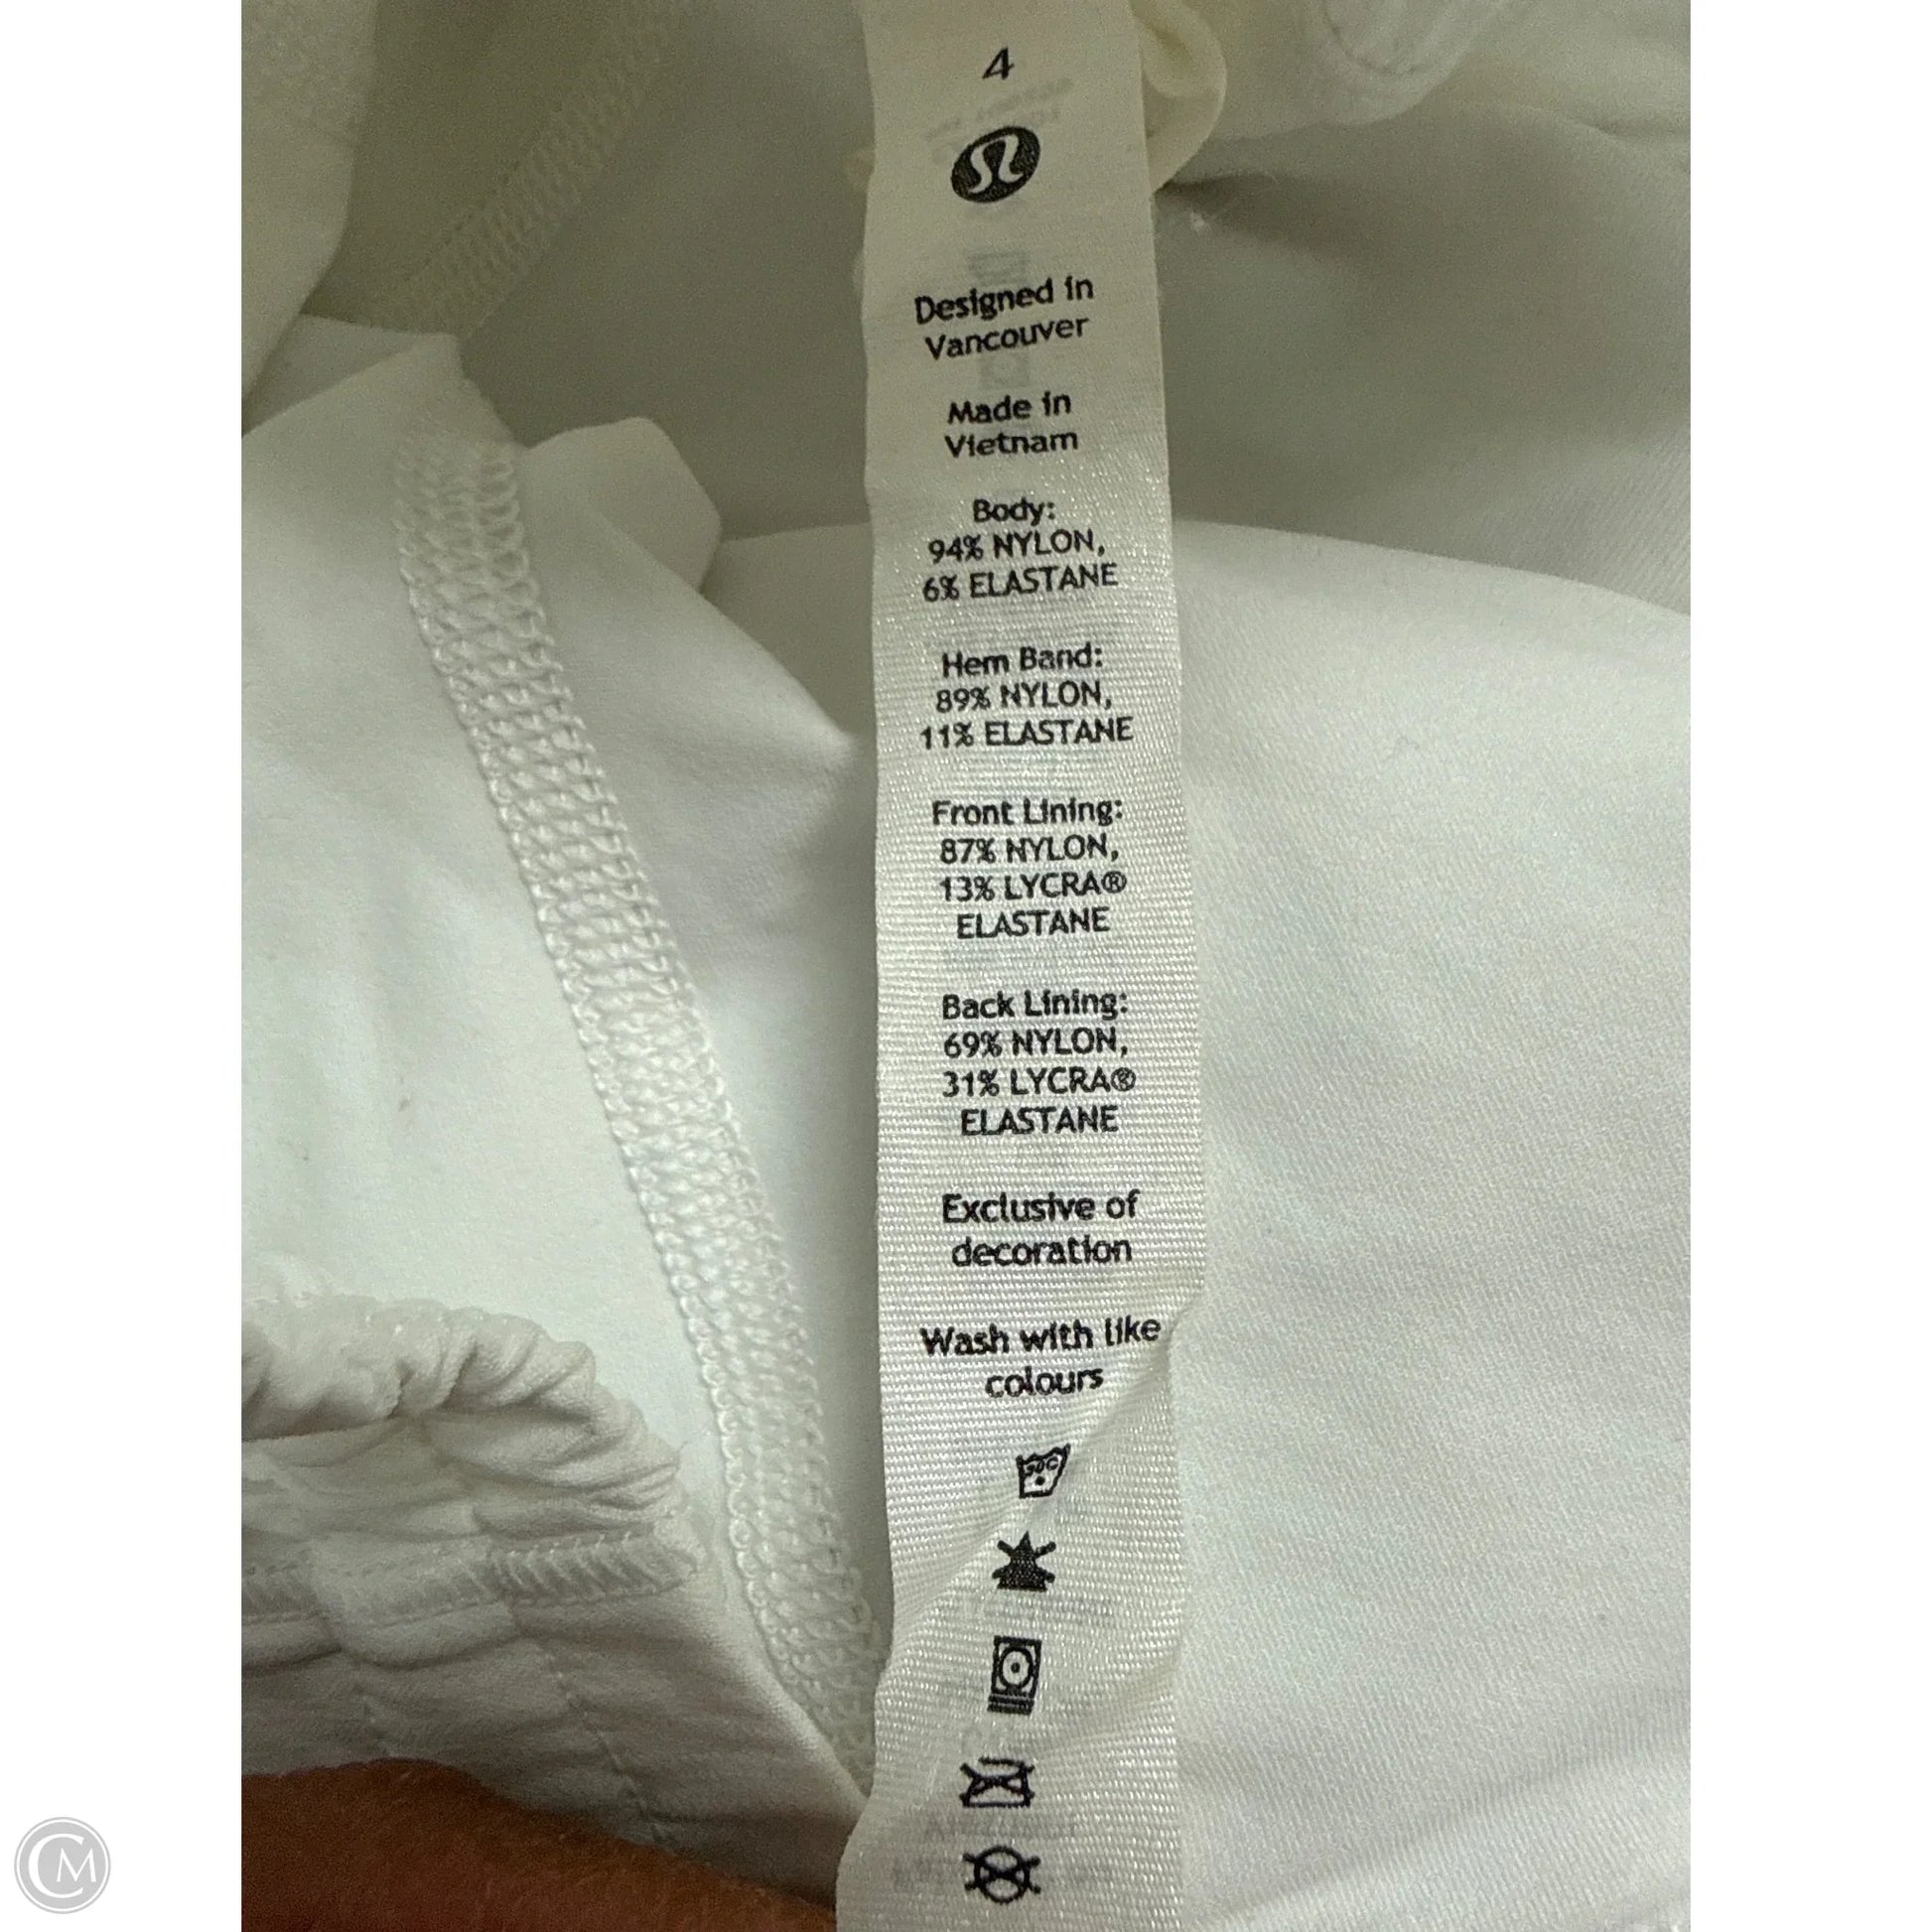 4
Designed in
Vancouver
Made in
Vietnam
Body:
94% NYLON,
6% ELASTANE
Hem Band:
89% NYLON,
11% ELASTANE
Front Lining:
87% NYLON,
13% LYCRA®
ELASTANE
Back Lining:
69% NYLON,
31% LYCRA®
ELASTANE
Exclusive of
decoration
Wash with like
colours
30C
CM